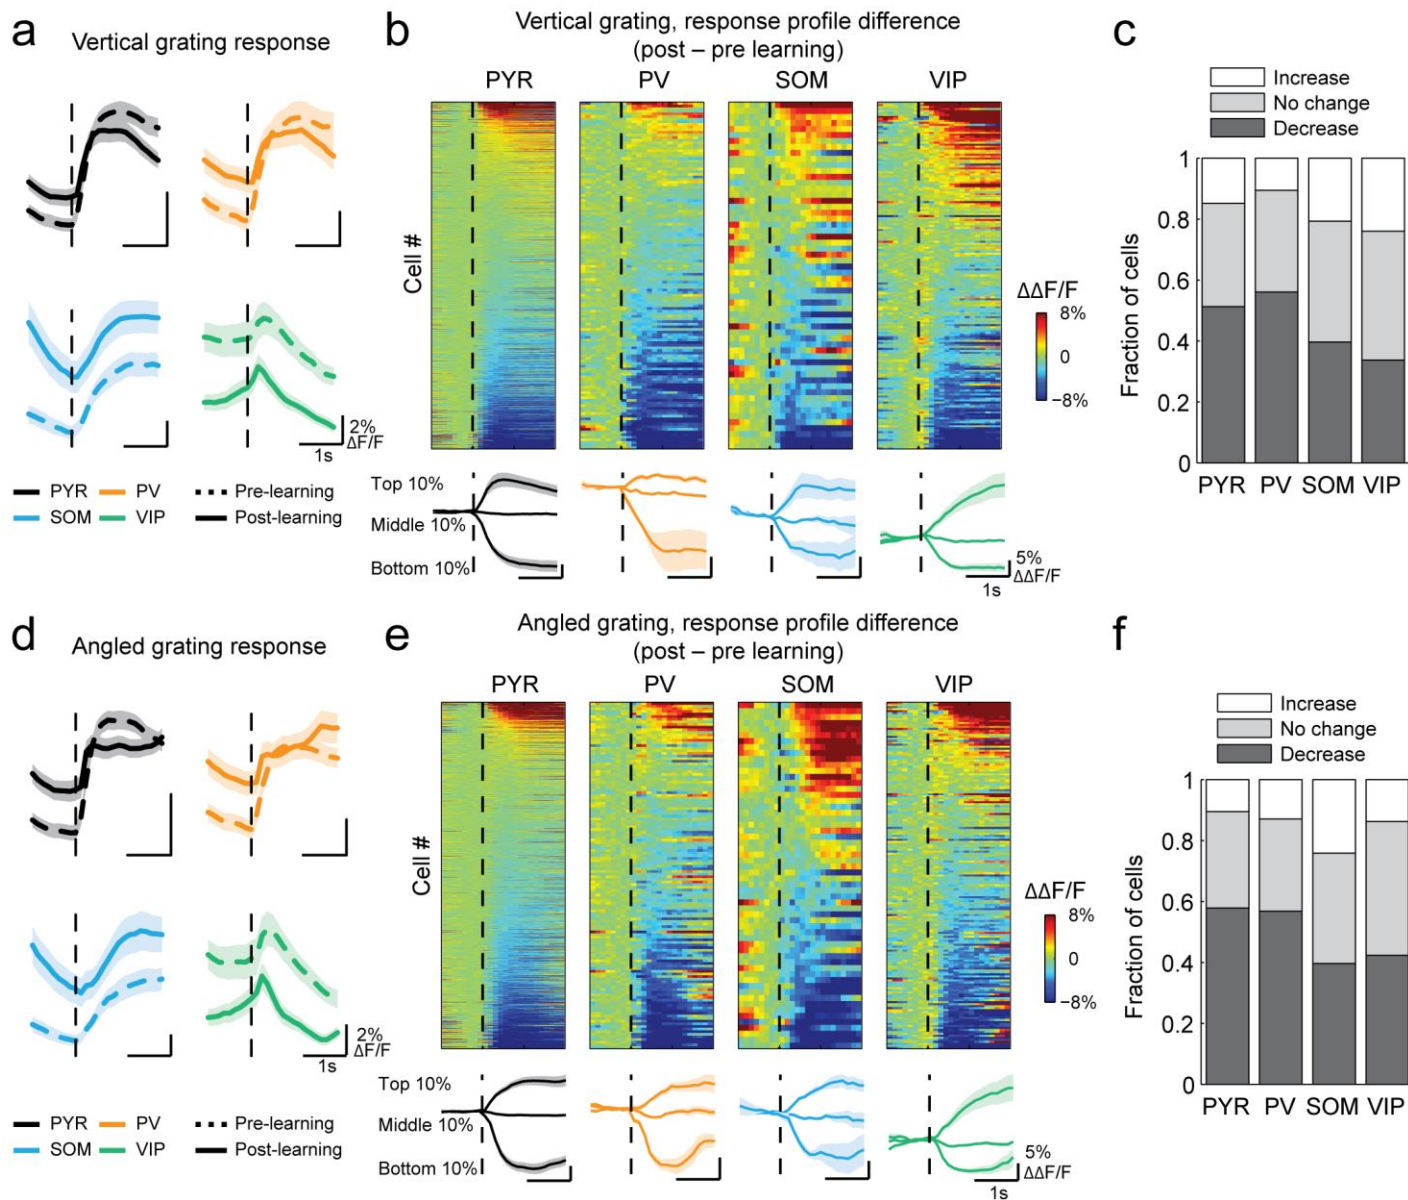 a
Vertical grating response
2%
ΔF/F
1s
PYR PV Pre-learning
SOM VIP Post-learning
b
Vertical grating, response profile difference
(post – pre learning)
PYR PV SOM VIP
Cell #
ΔΔF/F
8%
0
−8%
Top 10%
Middle 10%
Bottom 10%
5%
ΔΔF/F
1s
c
Increase
No change
Decrease
Fraction of cells
1
0.8
0.6
0.4
0.2
0
PYR PV SOM VIP
d
Angled grating response
2%
ΔF/F
1s
PYR PV Pre-learning
SOM VIP Post-learning
e
Angled grating, response profile difference
(post – pre learning)
PYR PV SOM VIP
Cell #
ΔΔF/F
8%
0
−8%
Top 10%
Middle 10%
Bottom 10%
5%
ΔΔF/F
1s
f
Increase
No change
Decrease
Fraction of cells
1
0.8
0.6
0.4
0.2
0
PYR PV SOM VIP